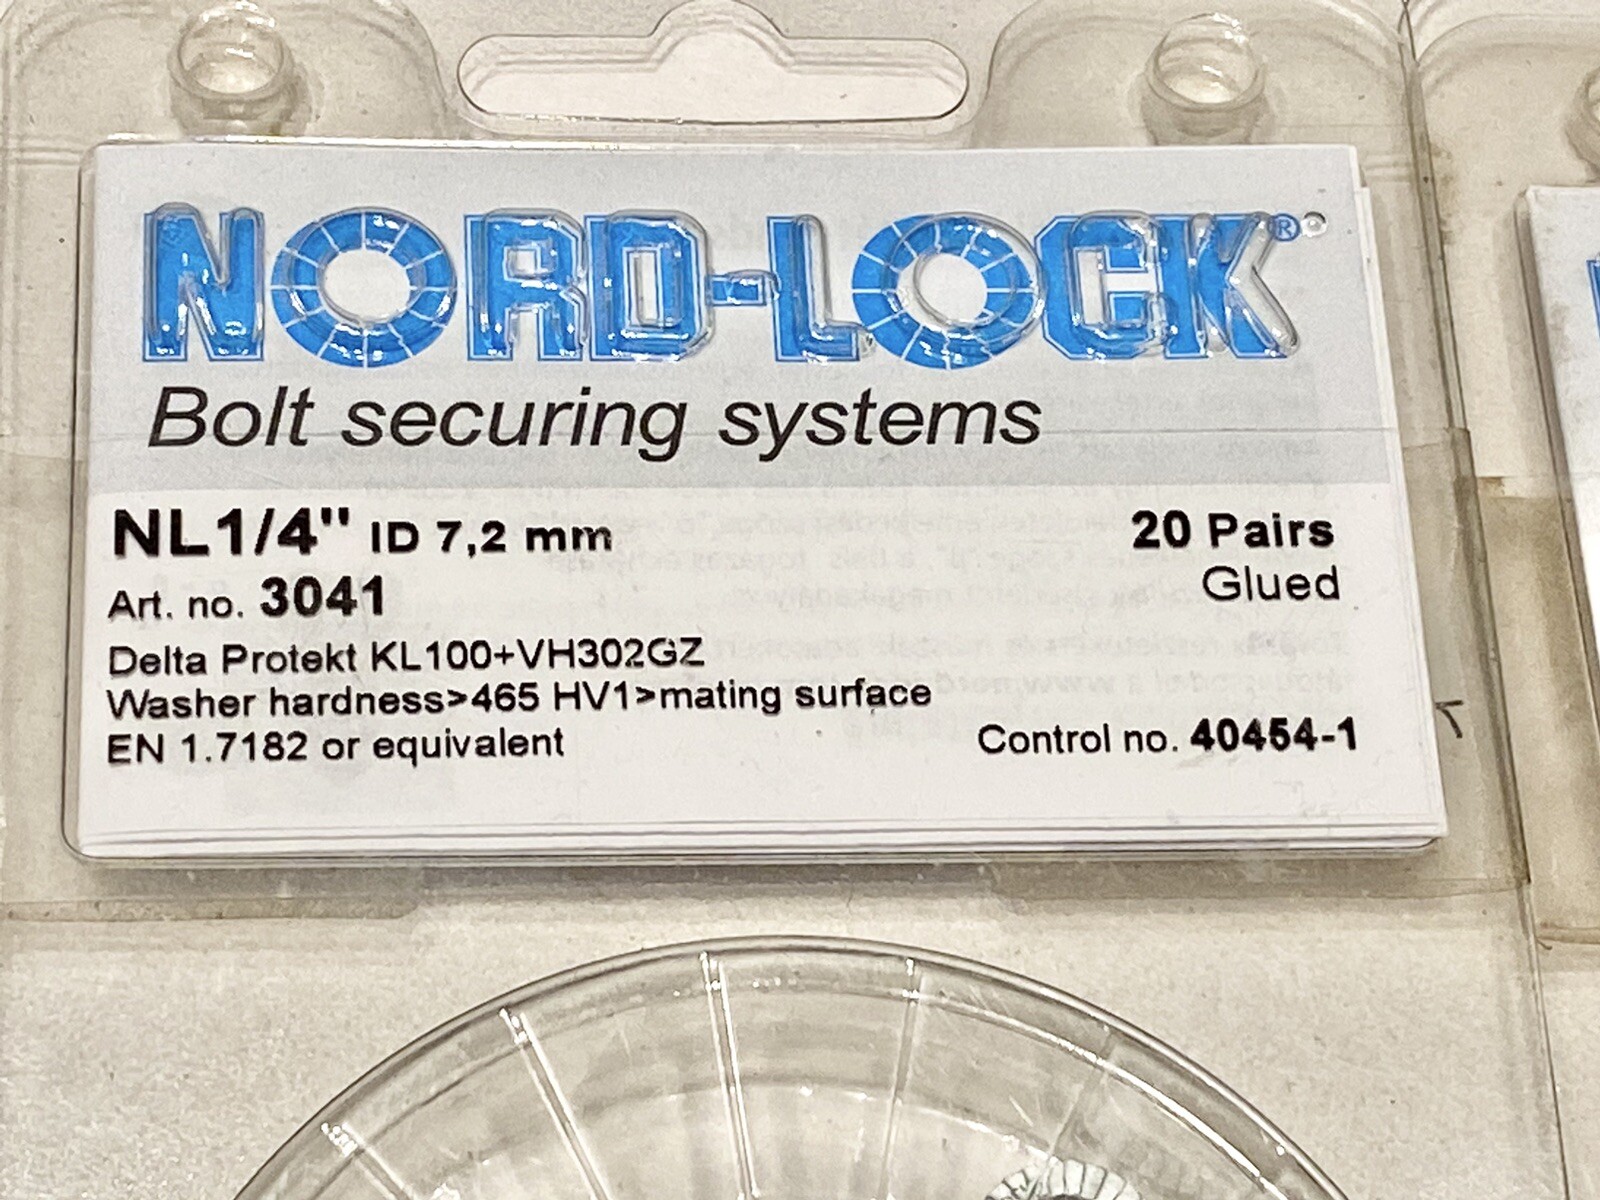 NORD-LOCK®
Bolt securing systems
NL1/4" ID 7,2 mm
20 Pairs
Art. no. 3041
Glued
Delta Protekt KL100+VH302GZ
Washer hardness>465 HV1>mating surface
EN 1.7182 or equivalent
Control no. 40454-1